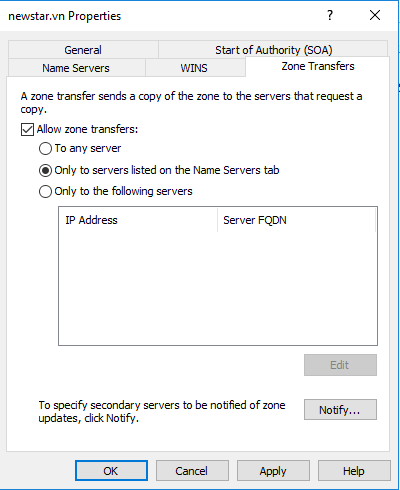 newstar.vn Properties
?
General
Start of Authority (SOA)
Name Servers
WINS
Zone Transfers
A zone transfer sends a copy of the zone to the servers that request a
copy.
Allow zone transfers:
To any server
Only to servers listed on the Name Servers tab
Only to the following servers
IP Address
Server FQDN
Edit
To specify secondary servers to be notified of zone
updates, click Notify.
Notify...
OK
Cancel
Apply
Help